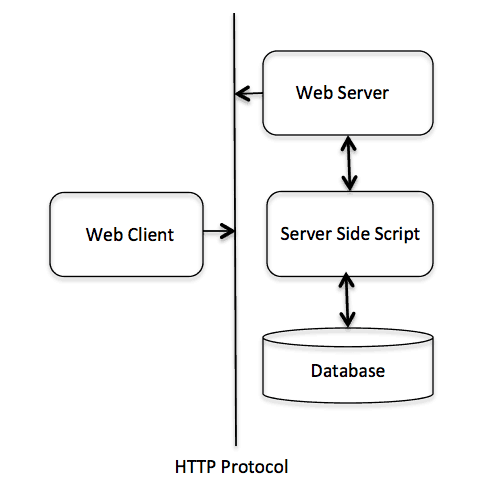 Web Server
Web Client
Server Side Script
Database
HTTP Protocol